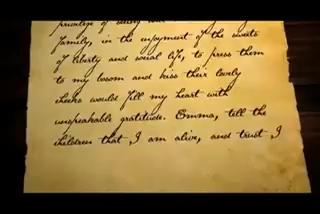 privilege of being with
family, in the enjoyment of the sweets
of liberty and social life, to press them
to my bosom and kiss their lovely
cheeks would fill my heart with
unspeakable gratitude. Emma, tell the
children that I am alive, and trust I